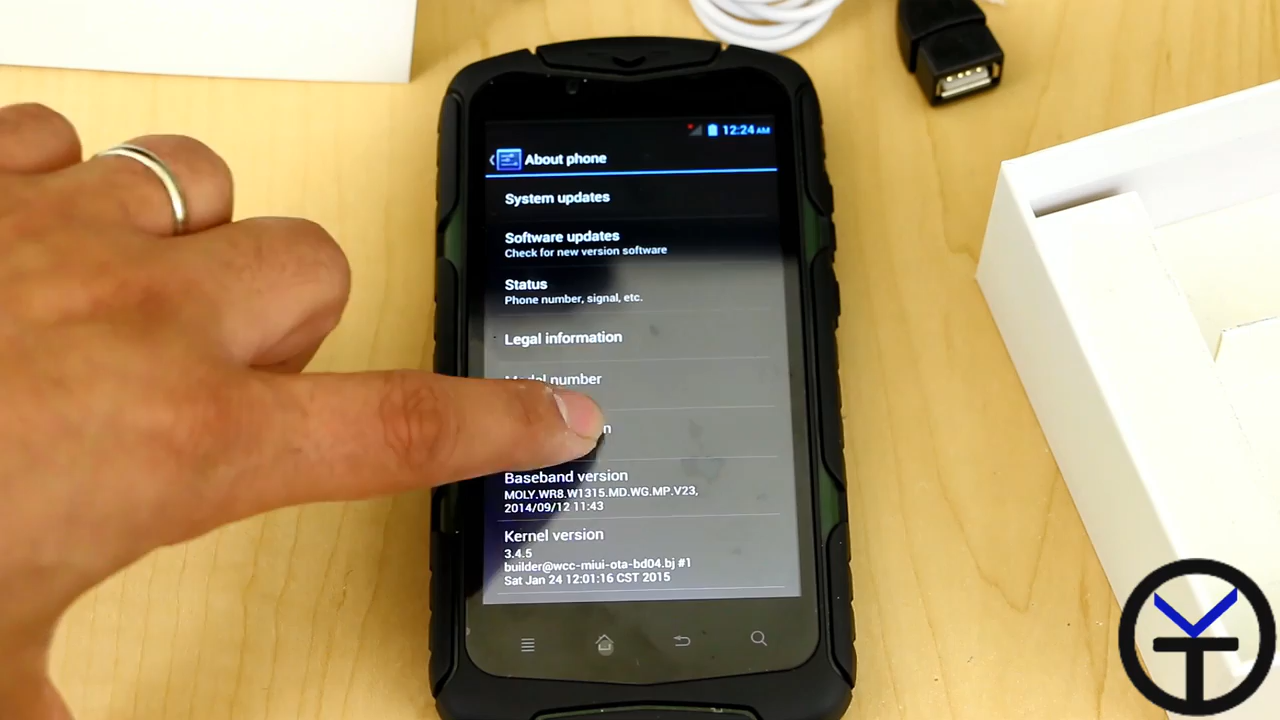 12:24 AM
About phone
System updates
Software updates
Check for new version software
Status
Phone number, signal, etc.
Legal information
number
Baseband version
MOLY.WR8.W1315.MD.WG.MP.V23,
2014/09/12 11:43
Kernel version
3.4.5
builder@wcc-miui-ota-bd04.bj #1
Sat Jan 24 12:01:16 CST 2015